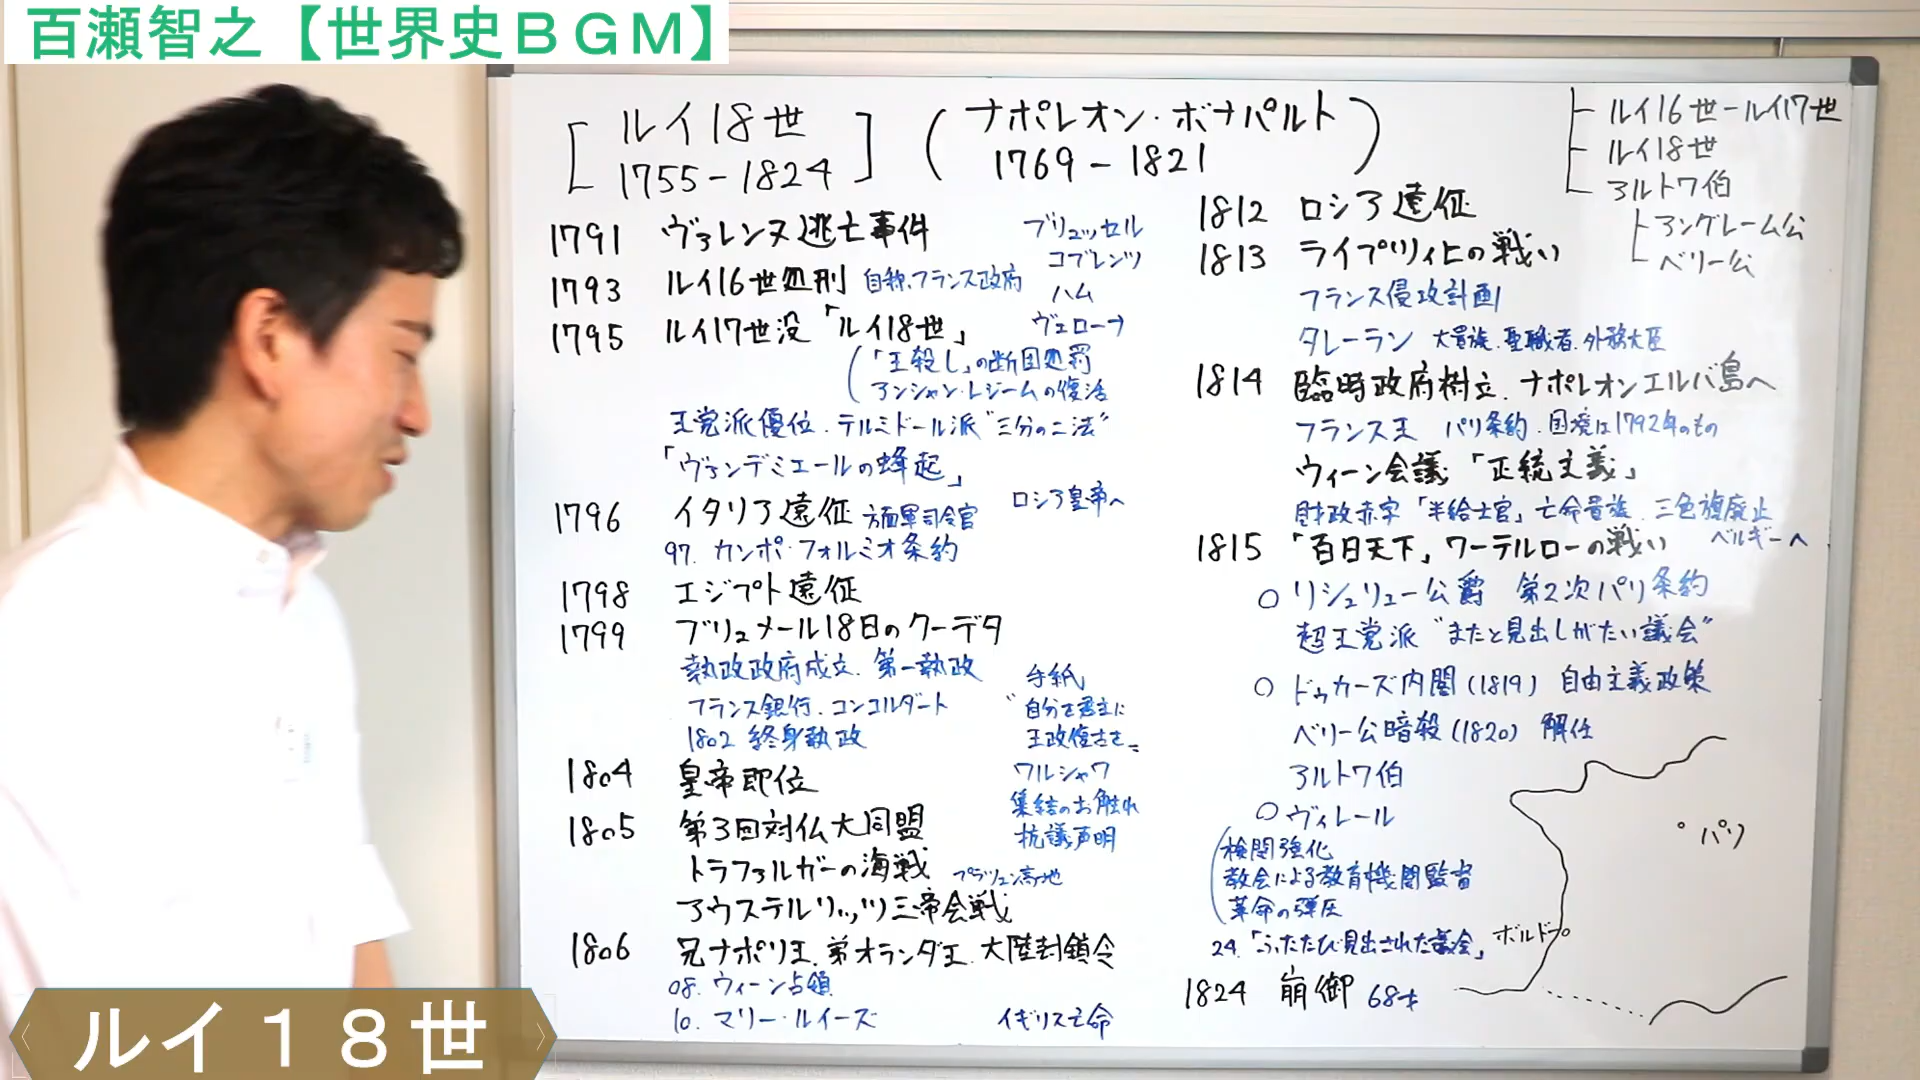 百瀬智之【世界史BGM】
ルイ18世
1755-1824
ナポレオン・ボナパルト
1769-1821
ルイ16世-ルイ17世
ルイ18世
アルトワ伯
アングレーム公
ベリー公
1791 ヴァレンヌ逃亡事件 ブリュッセル
コブレンツ
1793 ルイ16世処刑 自称、フランス政府
ハム
1795 ルイ17世没「ルイ18世」 ヴェローナ
「王殺し」の断固処罰
アンシャン・レジームの復活
王党派優位. テルミドール派 “三分の二法”
「ヴァンデミエールの蜂起」
1796 イタリア遠征 方面軍司令官 ロシア皇帝へ
97. カンポ・フォルミオ条約
1798 エジプト遠征
1799 ブリュメール18日のクーデタ
執政政府成立. 第一執政 手紙
フランス銀行. コンコルダート “自分を君主に
1802 終身執政 王政復古を”
1804 皇帝即位 ワルシャワ
集結のお触れ
1805 第3回対仏大同盟 抗議声明
トラファルガーの海戦 プラツェン高地
アウステルリッツ三帝会戦
1806 兄ナポリ王. 弟オランダ王. 大陸封鎖令
08. ウィーン占領
10. マリー・ルイーズ イギリス亡命
1812 ロシア遠征
1813 ライプツィヒの戦い
フランス侵攻計画
タレーラン 大貴族. 聖職者. 外務大臣
1814 臨時政府樹立. ナポレオンエルバ島へ
フランス王 パリ条約. 国境は1792年のもの
ウィーン会議「正統主義」
財政赤字「半給士官」亡命貴族. 三色旗廃止
1815 「百日天下」ワーテルローの戦い ベルギーへ
○ リシュリュー公爵 第2次パリ条約
超王党派 “またと見出しがたい議会”
○ ドゥカーズ内閣 (1819) 自由主義政策
ベリー公暗殺 (1820) 解任
アルトワ伯
○ ヴィレール
検閲強化
教会による教育機関監督
革命の弾圧
24. 「ふたたび見出された議会」
1824 崩御 68才
パリ
ボルドー
ルイ18世